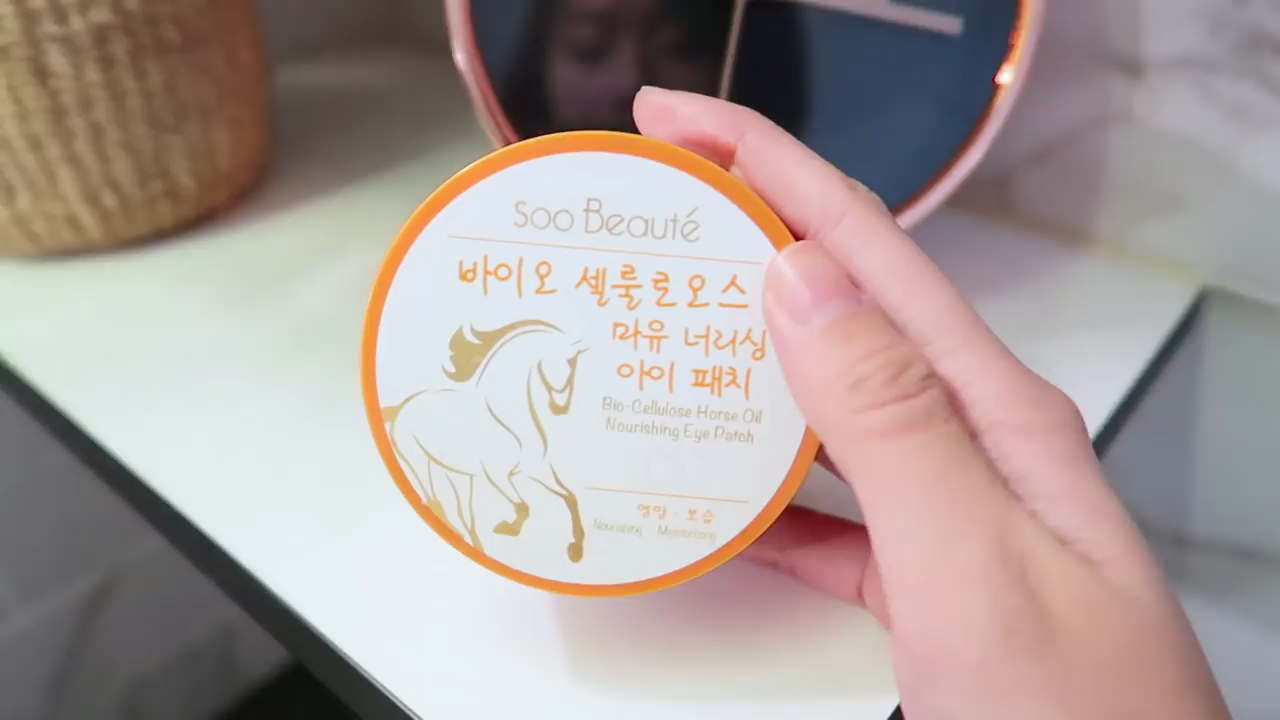 soo Beauté
바이오 셀룰로오스
마유 너리싱
아이 패치
Bio-Cellulose Horse Oil
Nourishing Eye Patch
영양 · 보습
Nourishing · Moisturizing